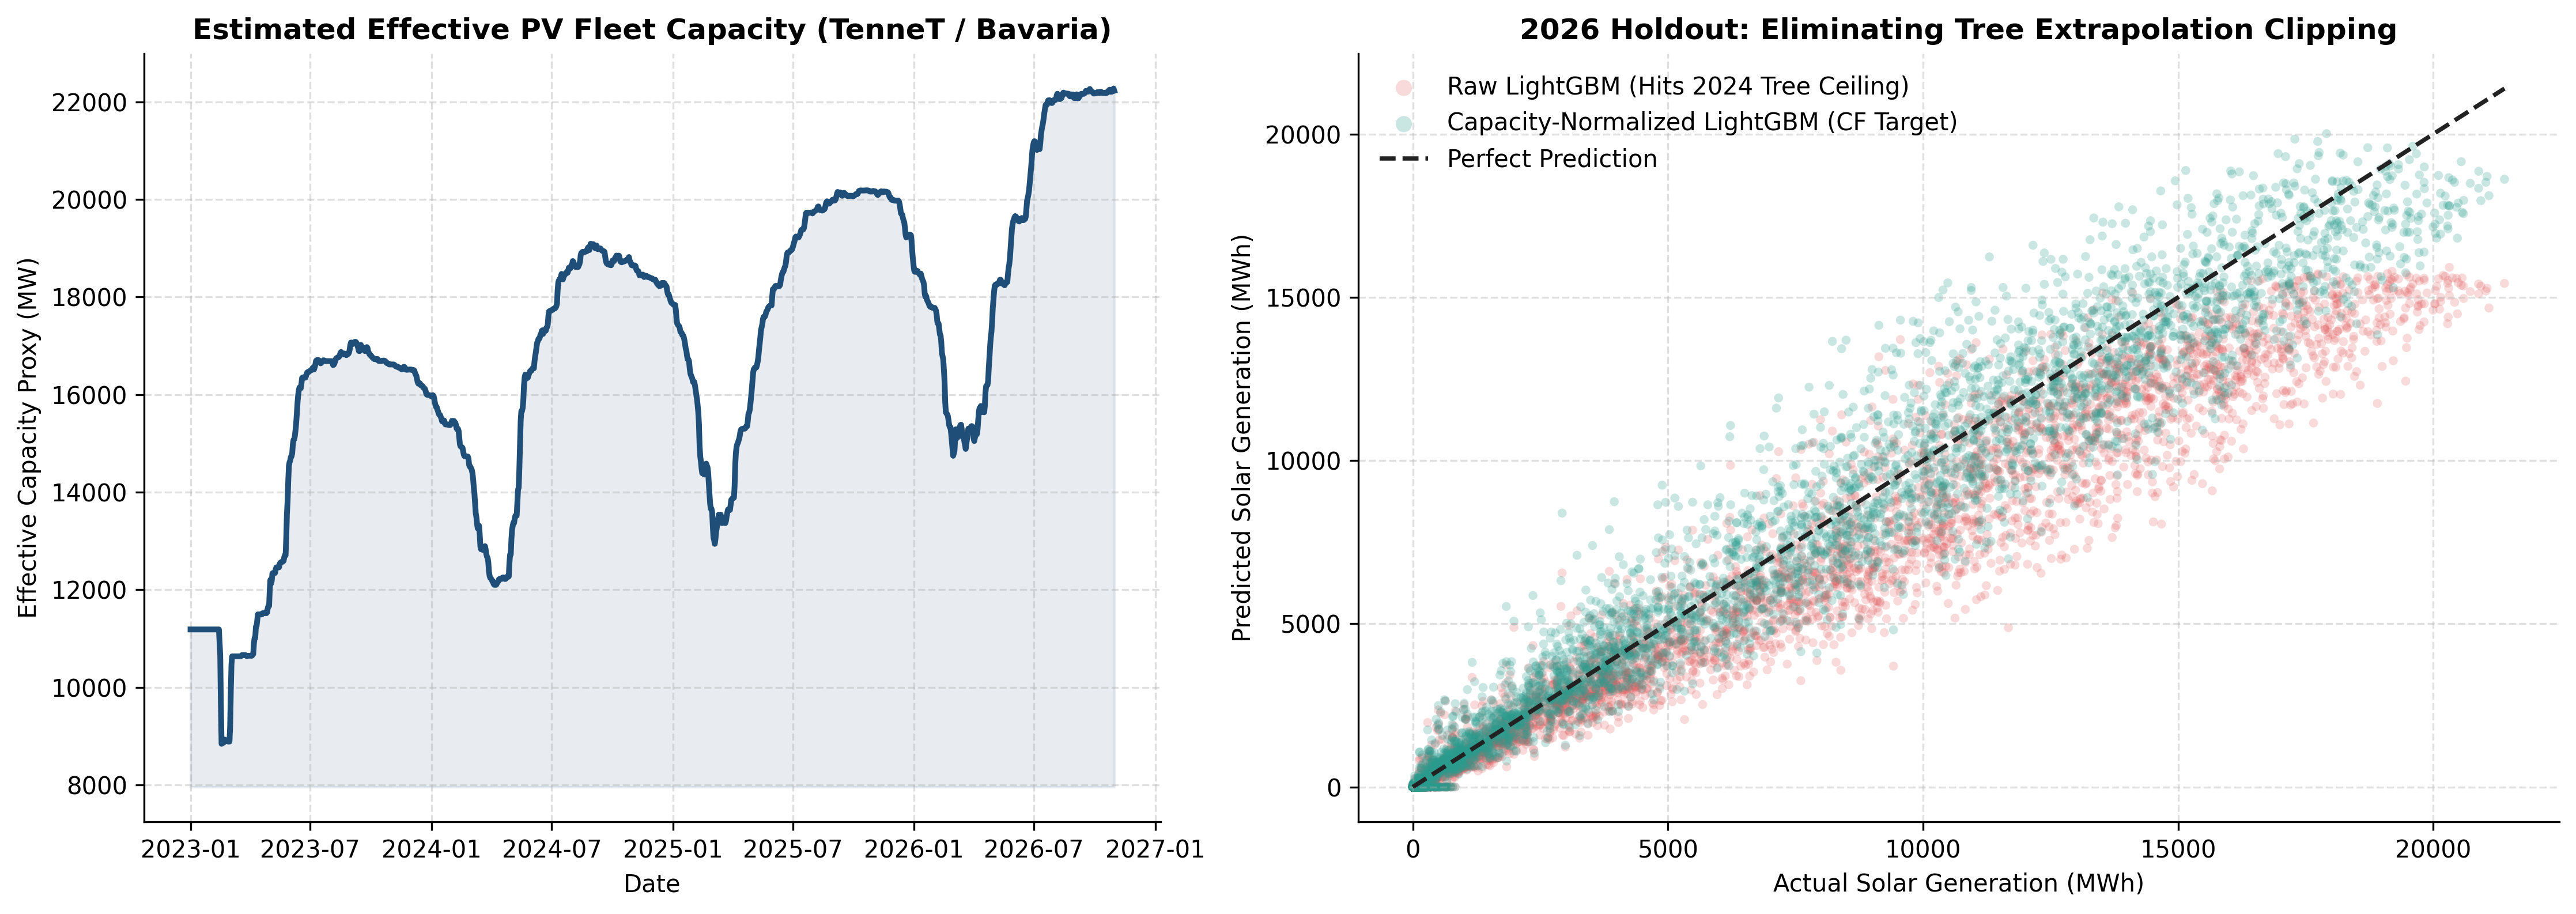 Estimated Effective PV Fleet Capacity (TenneT / Bavaria)
Effective Capacity Proxy (MW)
22000
20000
18000
16000
14000
12000
10000
8000
2023-01 2023-07 2024-01 2024-07 2025-01 2025-07 2026-01 2026-07 2027-01
Date
2026 Holdout: Eliminating Tree Extrapolation Clipping
Raw LightGBM (Hits 2024 Tree Ceiling)
Capacity-Normalized LightGBM (CF Target)
Perfect Prediction
Predicted Solar Generation (MWh)
20000
15000
10000
5000
0
0 5000 10000 15000 20000
Actual Solar Generation (MWh)